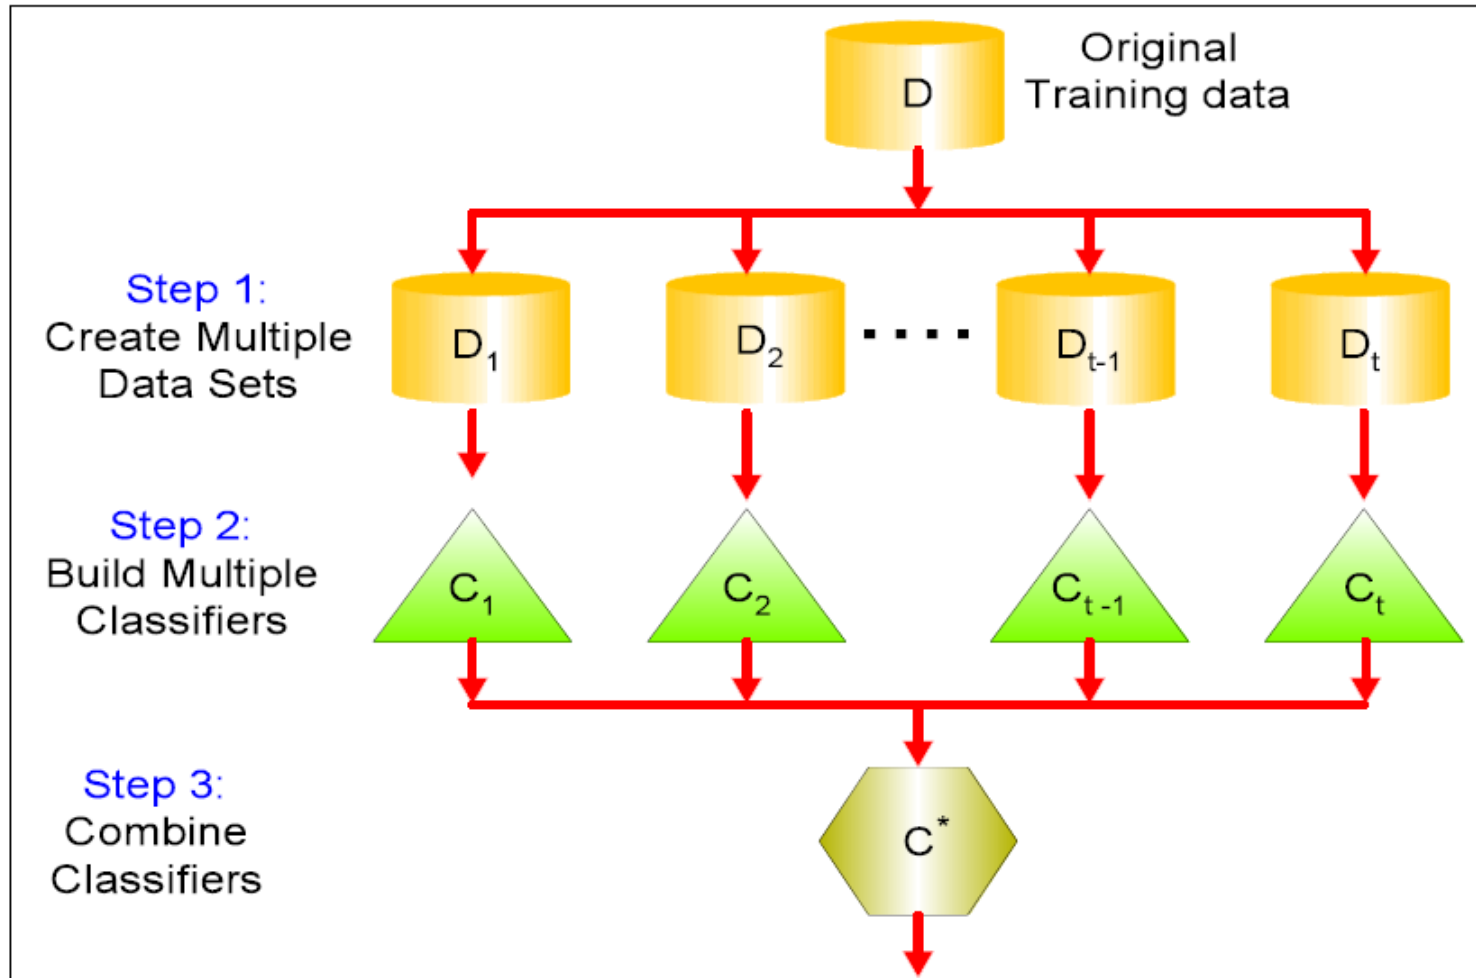 D
Original
Training data
Step 1:
Create Multiple
Data Sets
D1
D2
....
Dt-1
Dt
Step 2:
Build Multiple
Classifiers
C1
C2
Ct-1
Ct
Step 3:
Combine
Classifiers
C*